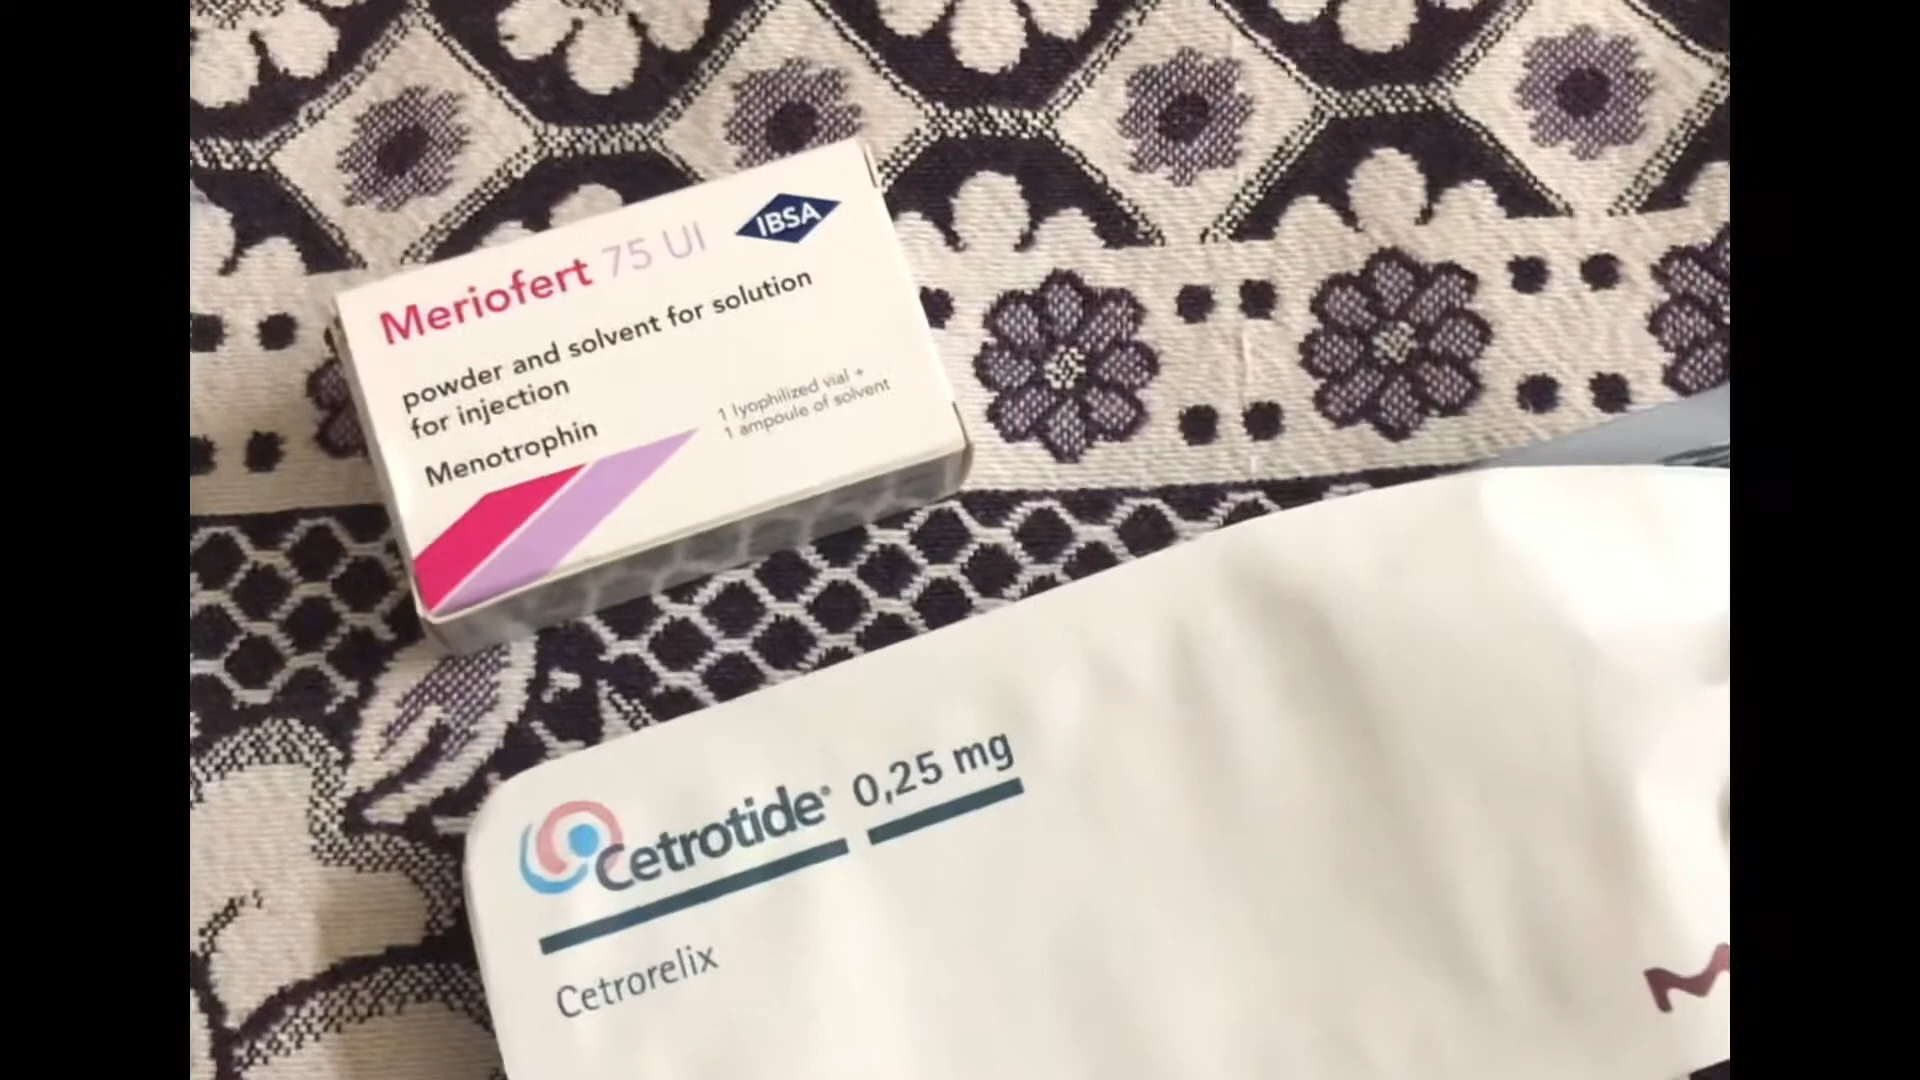 Meriofert 75 UI
IBSA
powder and solvent for solution
for injection
Menotrophin
1 lyophilized vial +
1 ampoule of solvent
Cetrotide® 0,25 mg
Cetrorelix